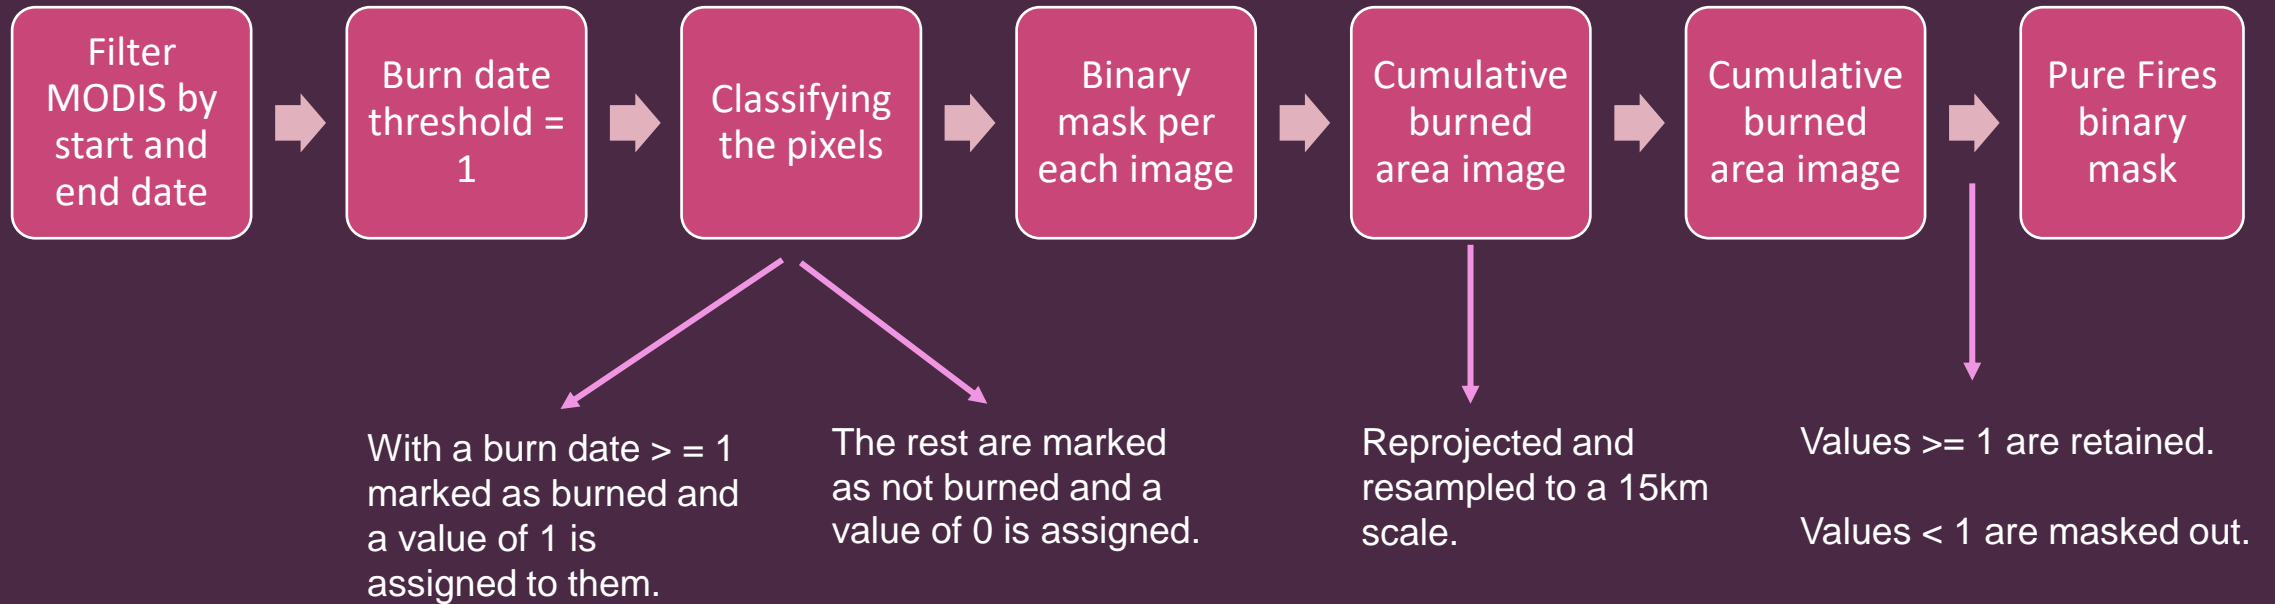 Filter
MODIS by
start and
end date
Burn date
threshold =
1
Classifying
the pixels
Binary
mask per
each image
Cumulative
burned
area image
Cumulative
burned
area image
Pure Fires
binary
mask
With a burn date > = 1
marked as burned and
a value of 1 is
assigned to them.
The rest are marked
as not burned and a
value of 0 is assigned.
Reprojected and
resampled to a 15km
scale.
Values >= 1 are retained.
Values < 1 are masked out.